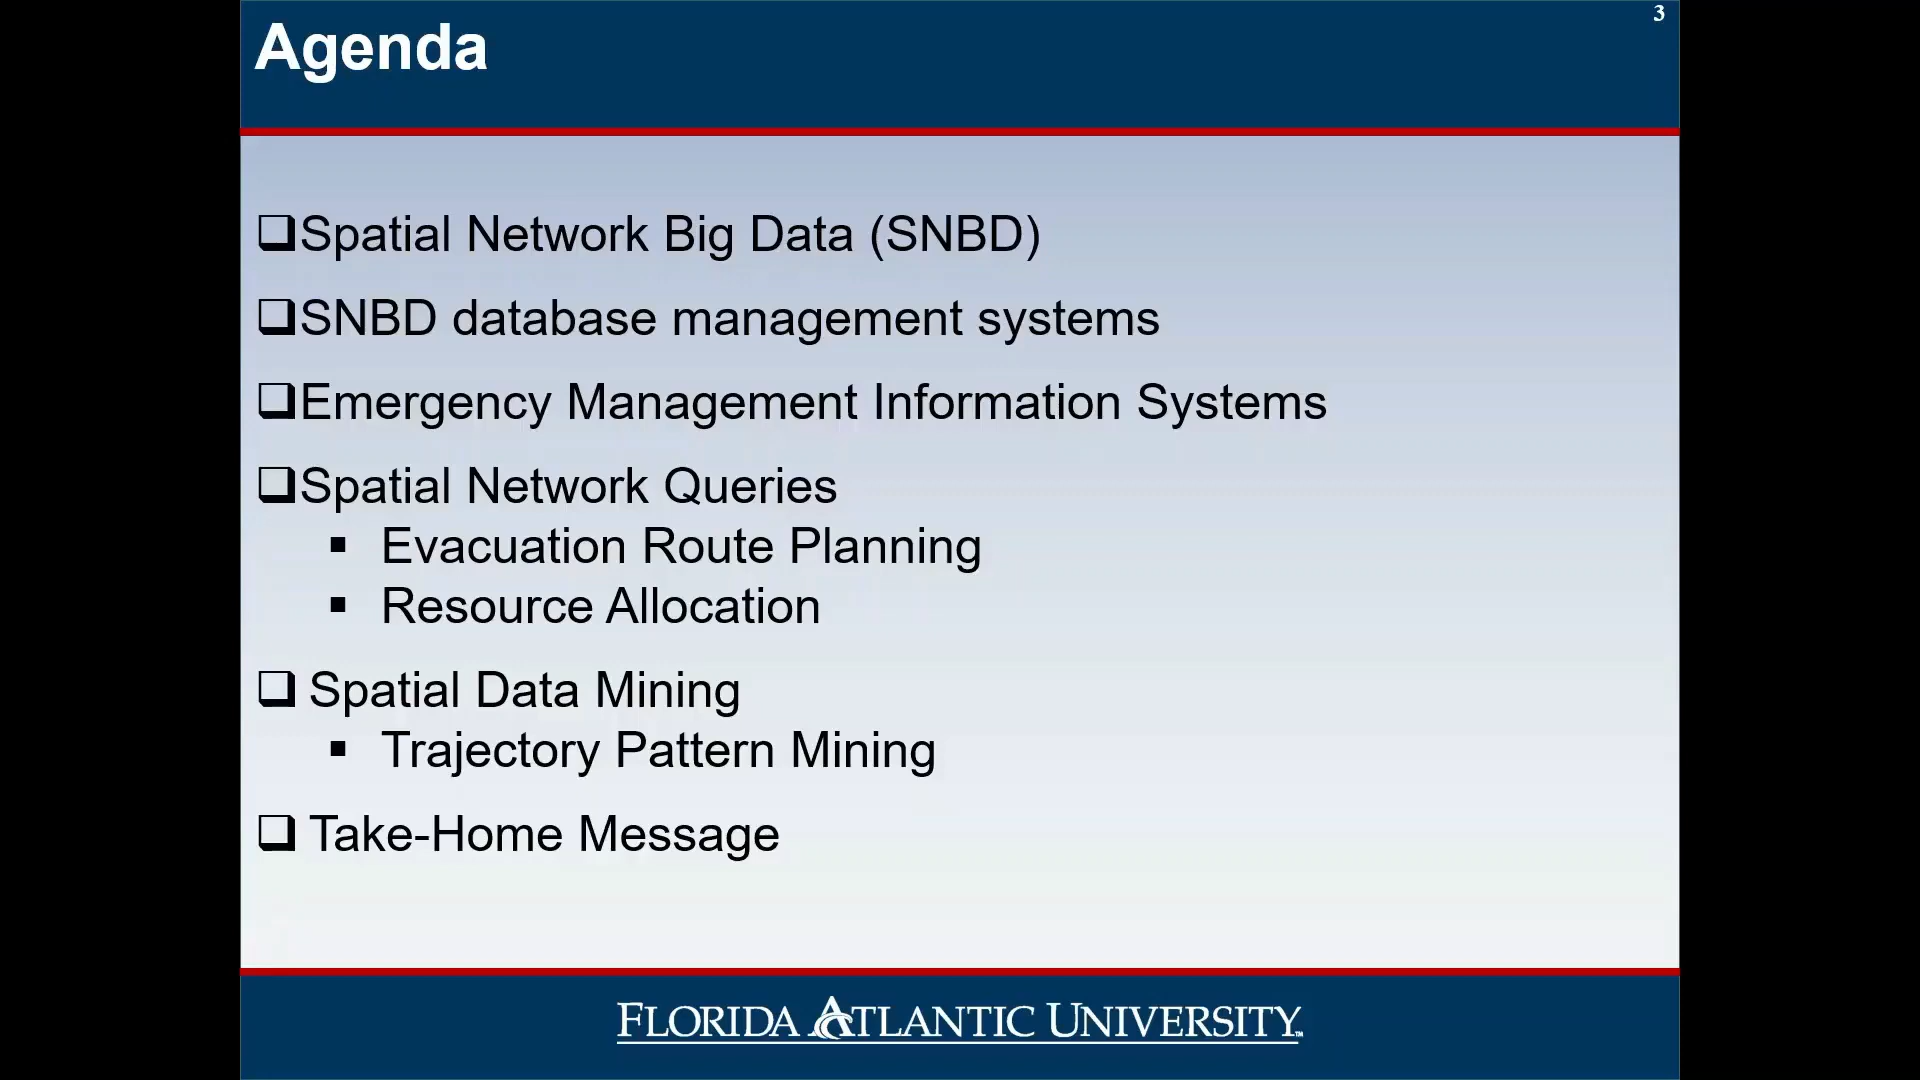 3
Agenda
❑Spatial Network Big Data (SNBD)
❑SNBD database management systems
❑Emergency Management Information Systems
❑Spatial Network Queries
▪ Evacuation Route Planning
▪ Resource Allocation
❑ Spatial Data Mining
▪ Trajectory Pattern Mining
❑ Take-Home Message
FLORIDA ATLANTIC UNIVERSITY™